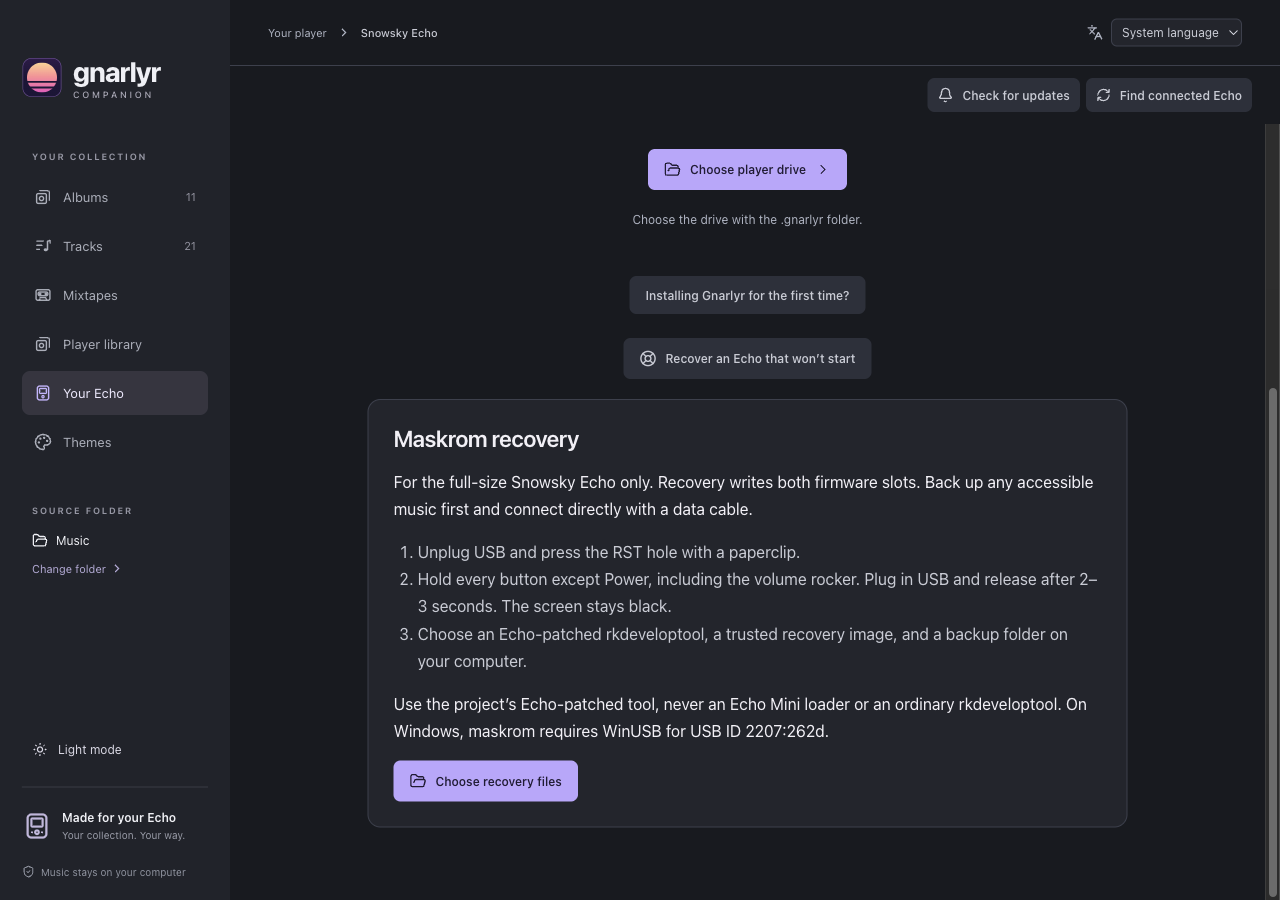 gnarlyr
COMPANION
YOUR COLLECTION
Albums 11
Tracks 21
Mixtapes
Player library
Your Echo
Themes
SOURCE FOLDER
Music
Change folder
Light mode
Made for your Echo
Your collection. Your way.
Music stays on your computer
Your player > Snowsky Echo
System language
Check for updates
Find connected Echo
Choose player drive
Choose the drive with the .gnarlyr folder.
Installing Gnarlyr for the first time?
Recover an Echo that won’t start
Maskrom recovery
For the full-size Snowsky Echo only. Recovery writes both firmware slots. Back up any accessible
music first and connect directly with a data cable.
1. Unplug USB and press the RST hole with a paperclip.
2. Hold every button except Power, including the volume rocker. Plug in USB and release after 2–
3 seconds. The screen stays black.
3. Choose an Echo-patched rkdeveloptool, a trusted recovery image, and a backup folder on
your computer.
Use the project’s Echo-patched tool, never an Echo Mini loader or an ordinary rkdeveloptool. On
Windows, maskrom requires WinUSB for USB ID 2207:262d.
Choose recovery files